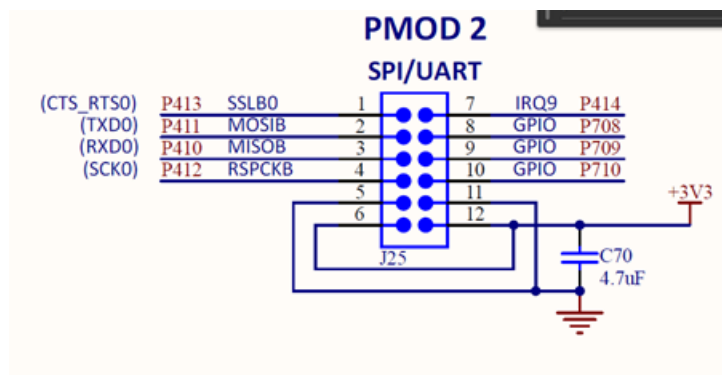 PMOD 2
SPI/UART
(CTS_RTS0) P413 SSLB0 1 7 IRQ9 P414
(TXD0) P411 MOSIB 2 8 GPIO P708
(RXD0) P410 MISOB 3 9 GPIO P709
(SCK0) P412 RSPCKB 4 10 GPIO P710
5 11 +3V3
6 12
J25 C70
4.7uF